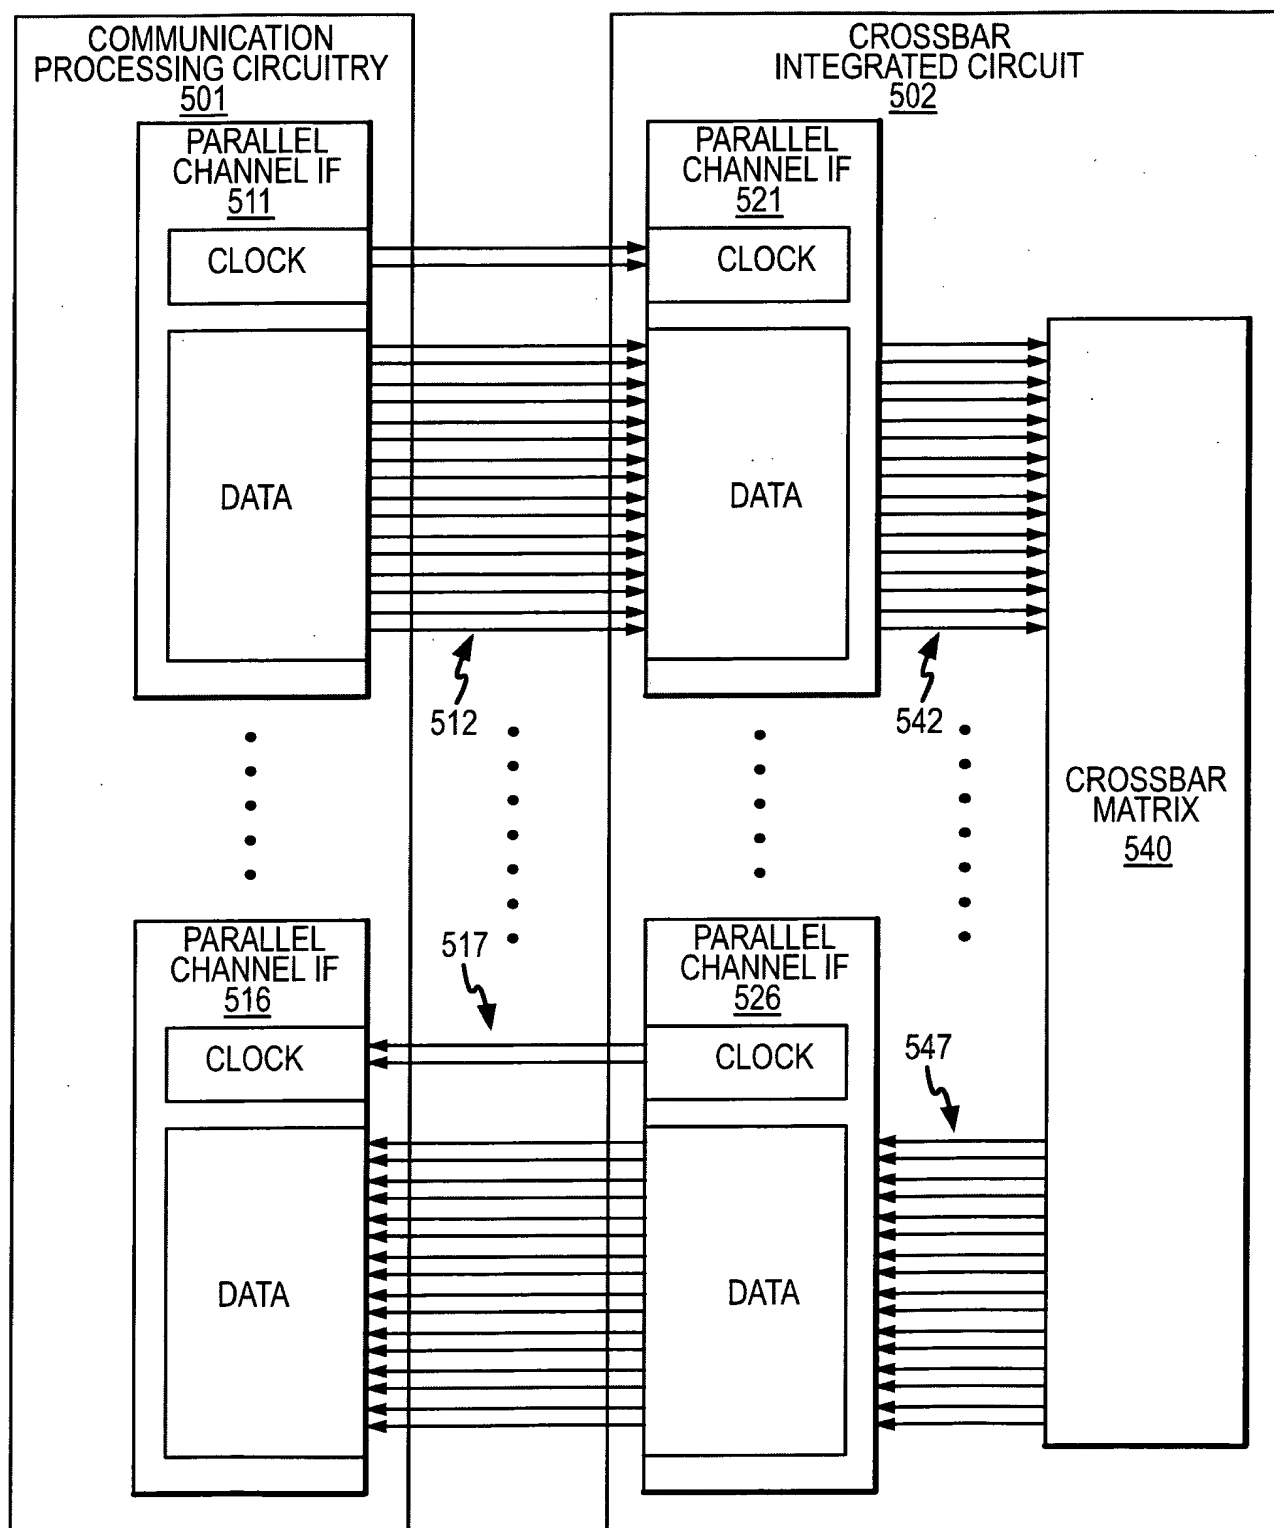 COMMUNICATION
PROCESSING CIRCUITRY
501
CROSSBAR
INTEGRATED CIRCUIT
502
PARALLEL
CHANNEL IF
511
CLOCK
DATA
PARALLEL
CHANNEL IF
521
CLOCK
DATA
512
542
CROSSBAR
MATRIX
540
PARALLEL
CHANNEL IF
516
CLOCK
DATA
517
PARALLEL
CHANNEL IF
526
CLOCK
DATA
547